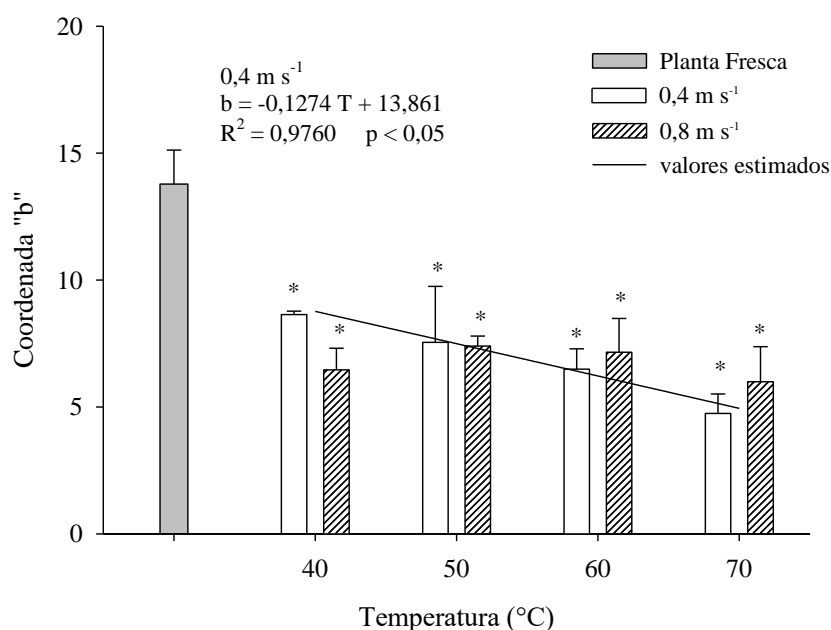 20
15
10
5
0
Coordenada "b"
0,4 m s⁻¹
b = -0,1274 T + 13,861
R² = 0,9760 p < 0,05
Planta Fresca
0,4 m s⁻¹
0,8 m s⁻¹
valores estimados
* * * * * * * *
40 50 60 70
Temperatura (°C)